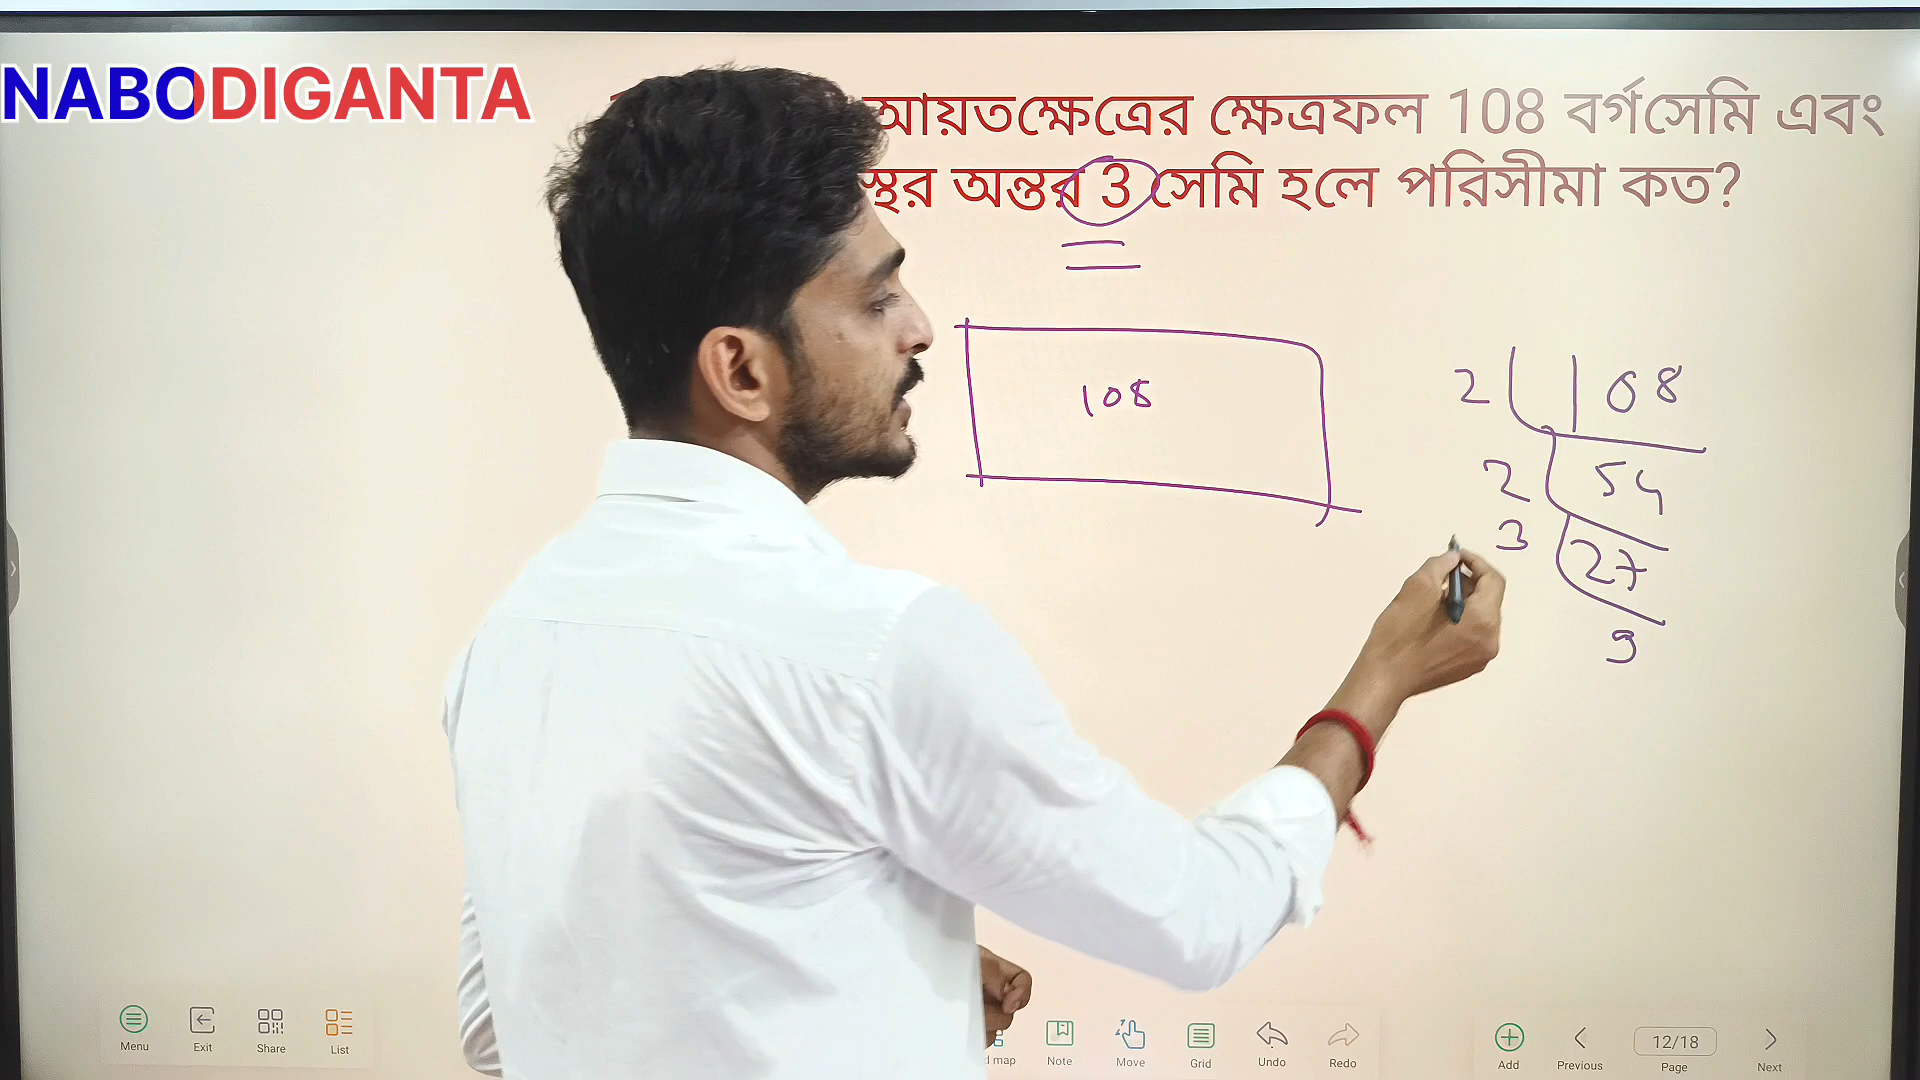 NABODIGANTA
আয়তক্ষেত্রের ক্ষেত্রফল 108 বর্গসেমি এবং
স্থর অন্তর 3 সেমি হলে পরিসীমা কত?
108
2 108
2 54
3 27
9
Menu Exit Share List d map Note Move Grid Undo Redo Add Previous 12/18 Page Next